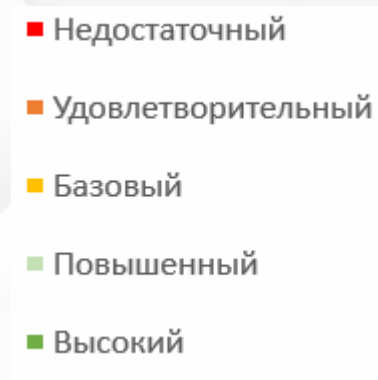 Недостаточный
Удовлетворительный
Базовый
Повышенный
Высокий